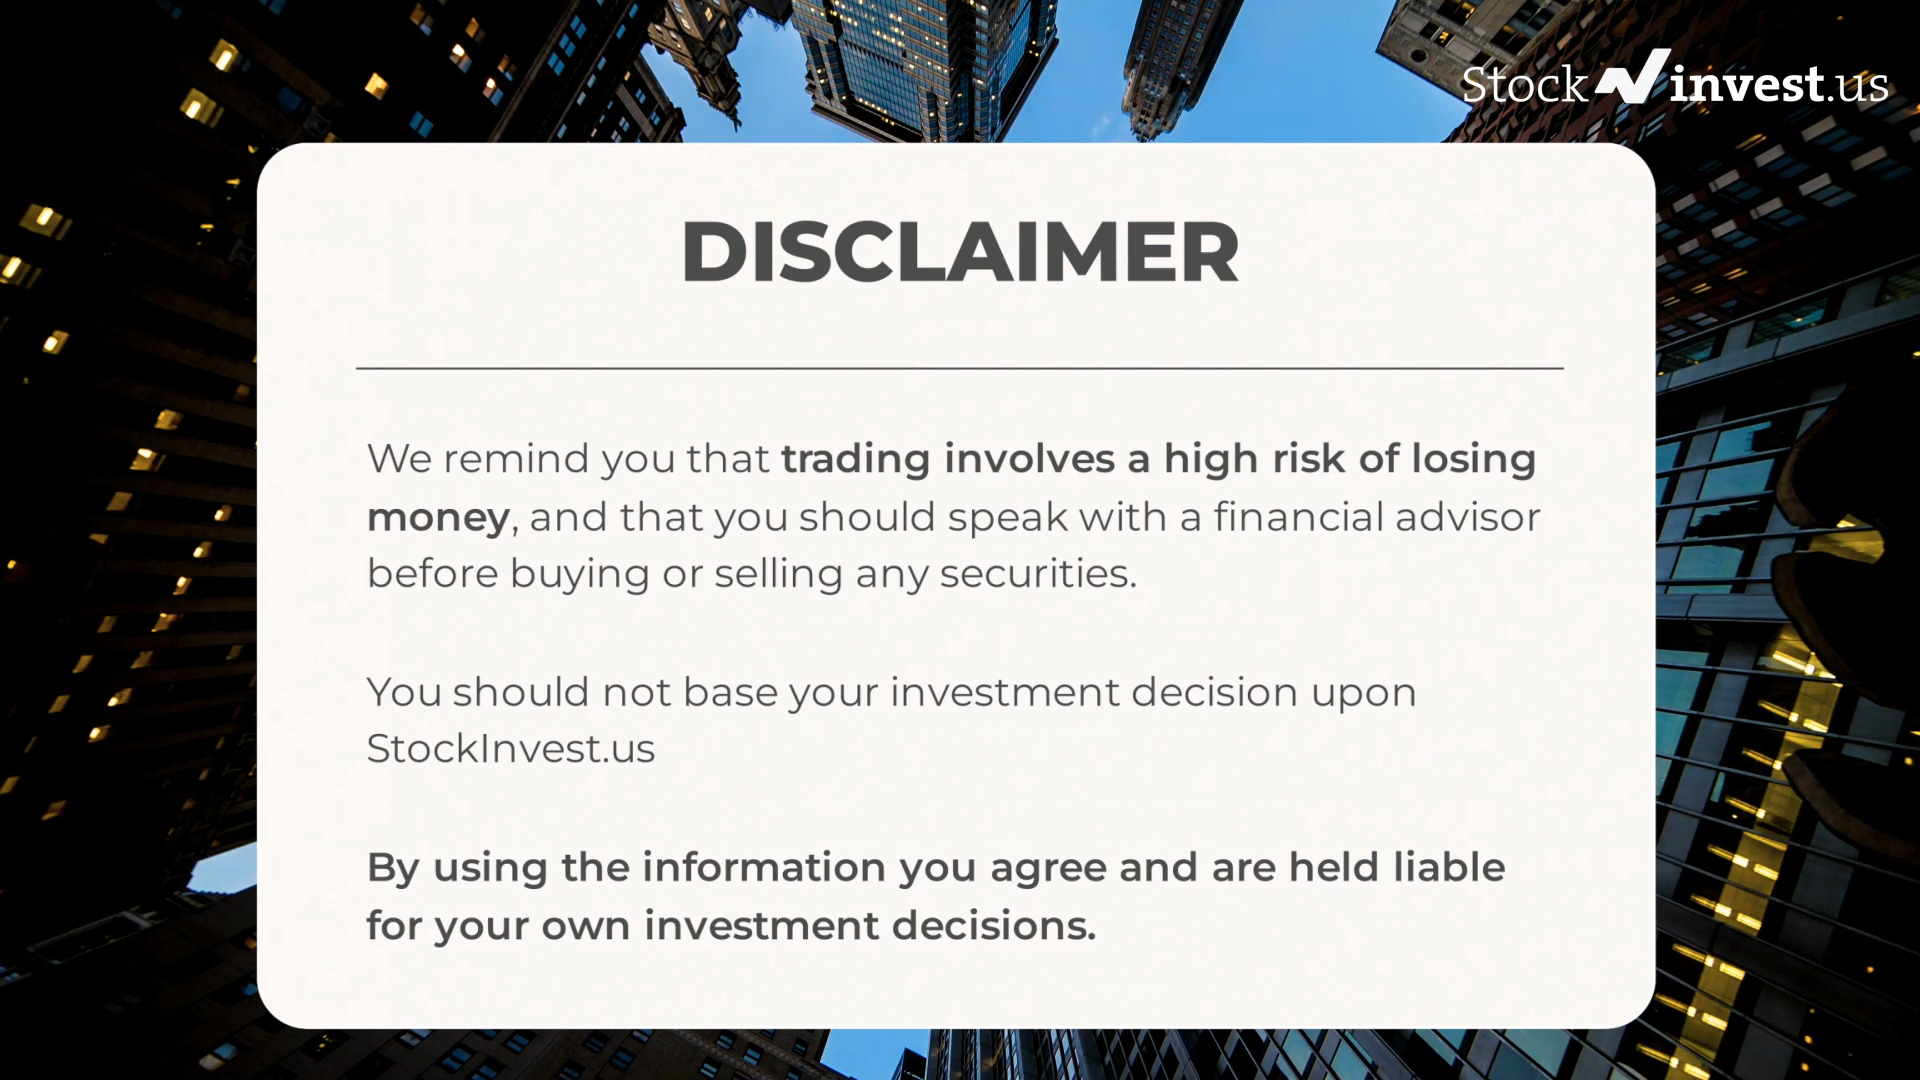 Stock invest.us
DISCLAIMER
We remind you that trading involves a high risk of losing
money, and that you should speak with a financial advisor
before buying or selling any securities.
You should not base your investment decision upon
StockInvest.us
By using the information you agree and are held liable
for your own investment decisions.